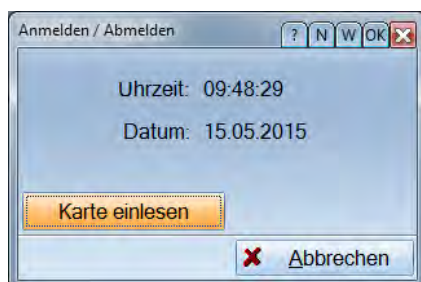 Anmelden / Abmelden ? N W OK
Uhrzeit: 09:48:29
Datum: 15.05.2015
Karte einlesen
Abbrechen